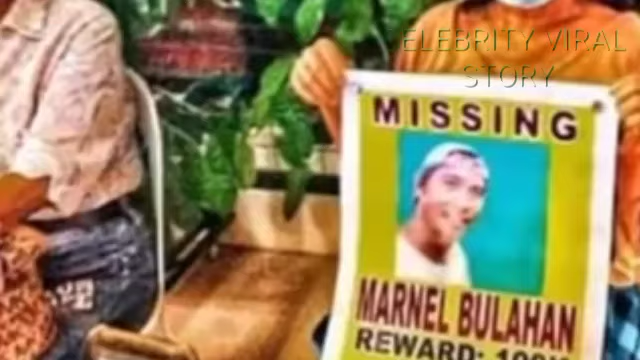 ELEBRITY VIRAL
STORY
MISSING
MARNEL BULAHAN
REWARD: